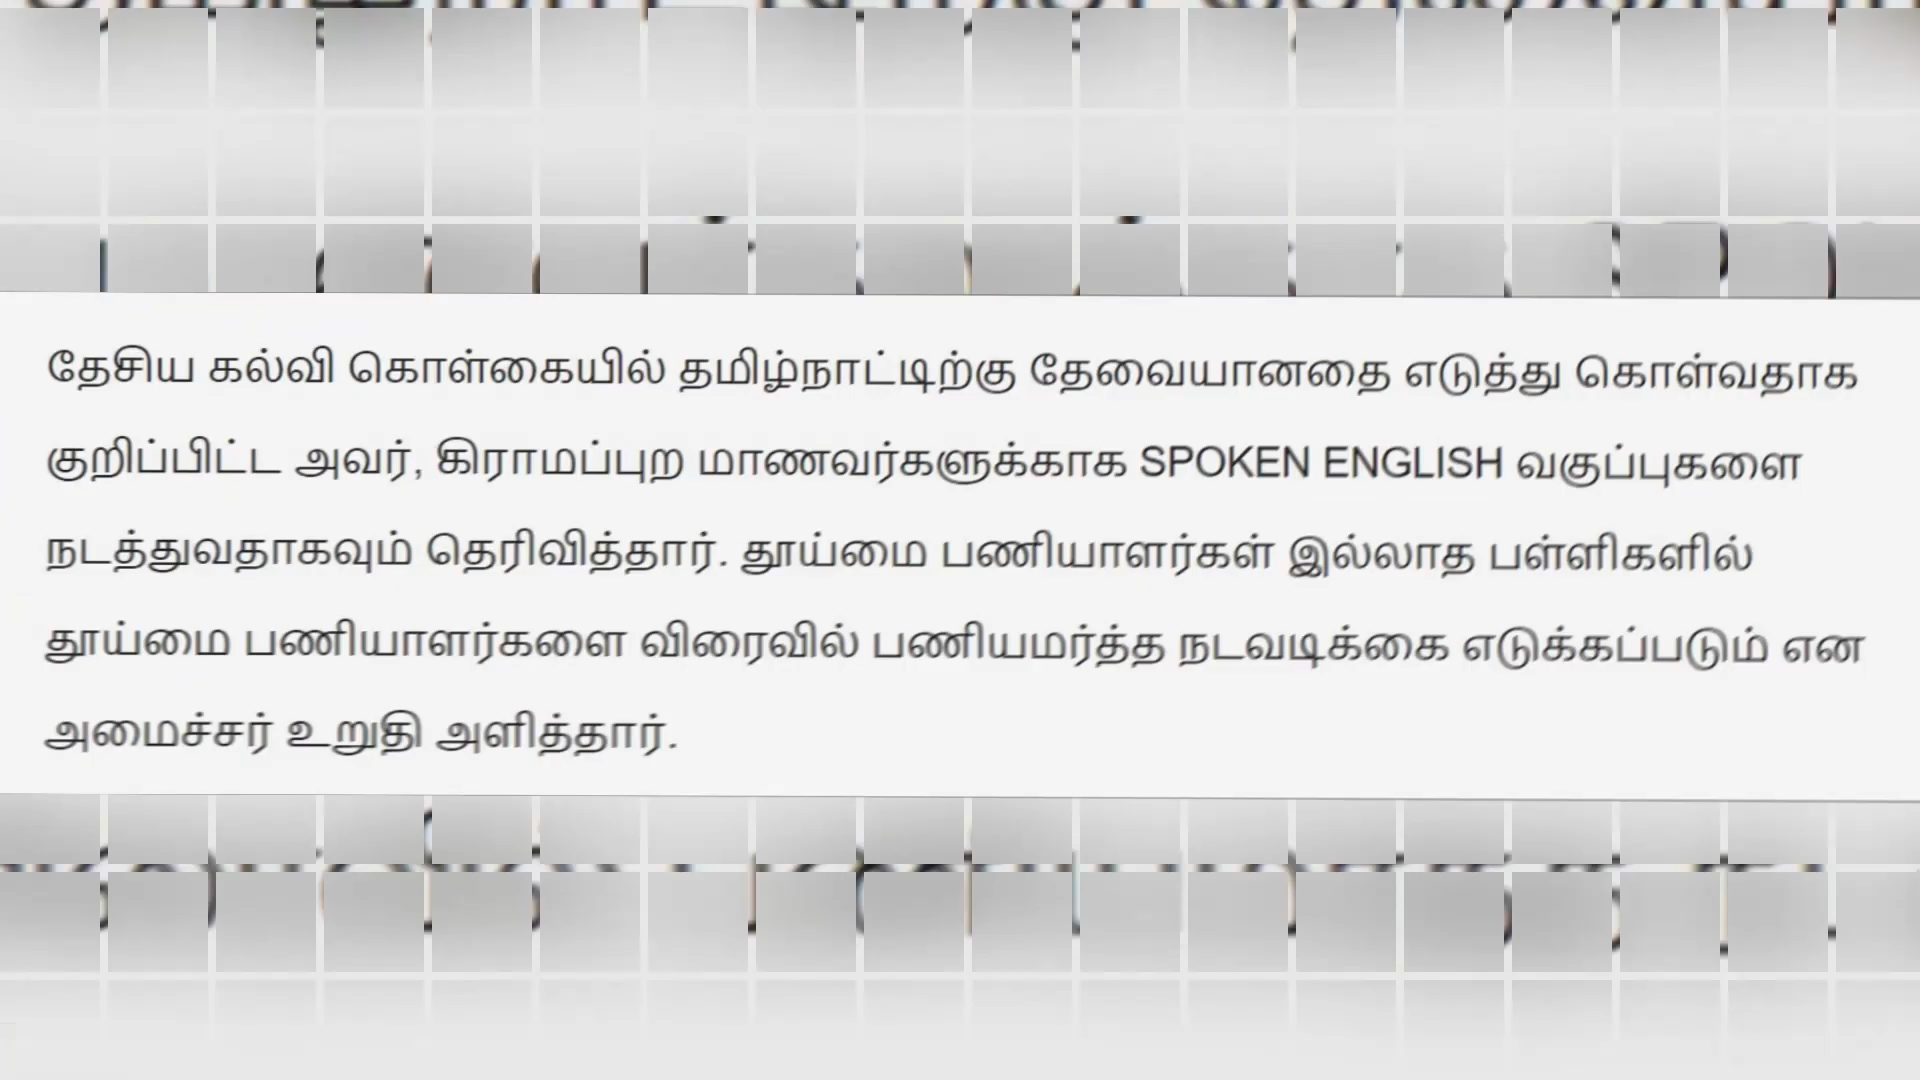 தேசிய கல்வி கொள்கையில் தமிழ்நாட்டிற்கு தேவையானதை எடுத்து கொள்வதாக
குறிப்பிட்ட அவர், கிராமப்புற மாணவர்களுக்காக SPOKEN ENGLISH வகுப்புகளை
நடத்துவதாகவும் தெரிவித்தார். தூய்மை பணியாளர்கள் இல்லாத பள்ளிகளில்
தூய்மை பணியாளர்களை விரைவில் பணியமர்த்த நடவடிக்கை எடுக்கப்படும் என
அமைச்சர் உறுதி அளித்தார்.